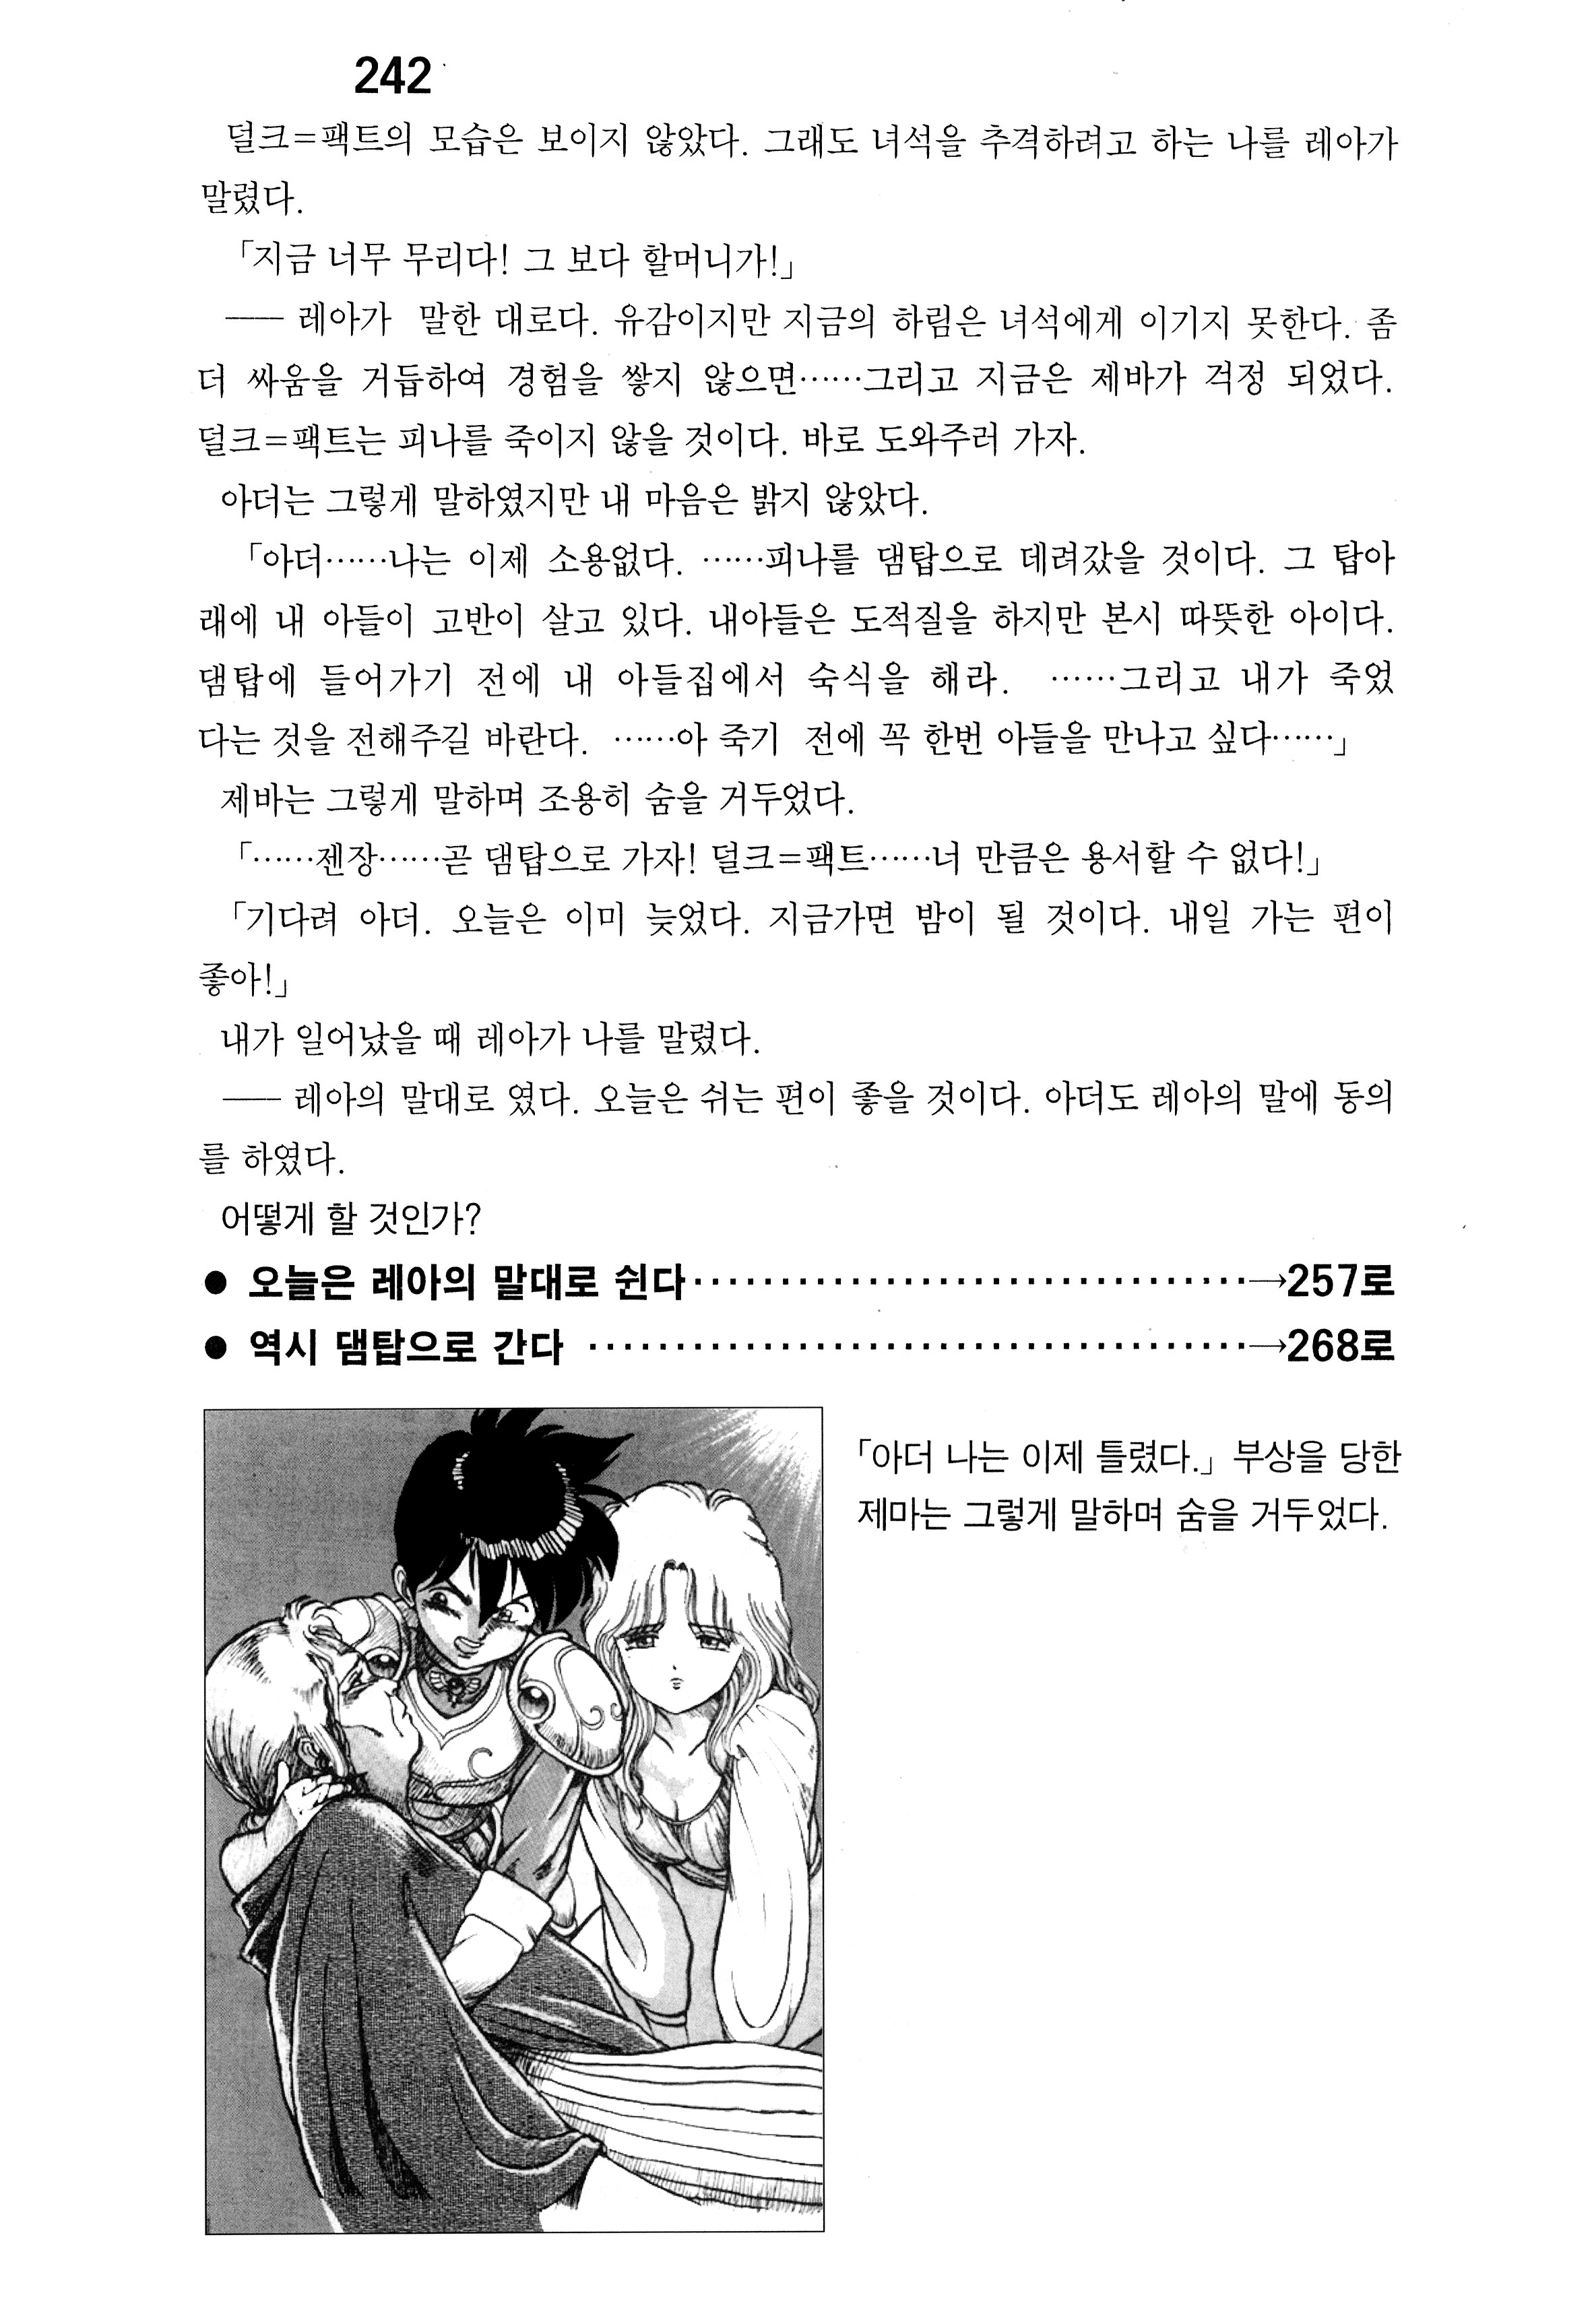 242
덜크=팩트의 모습은 보이지 않았다. 그래도 녀석을 추격하려고 하는 나를 레아가
말렸다.
「지금 너무 무리다! 그 보다 할머니가!」
── 레아가 말한 대로다. 유감이지만 지금의 하림은 녀석에게 이기지 못한다. 좀
더 싸움을 거듭하여 경험을 쌓지 않으면……그리고 지금은 제바가 걱정 되었다.
덜크=팩트는 피나를 죽이지 않을 것이다. 바로 도와주러 가자.
아더는 그렇게 말하였지만 내 마음은 밝지 않았다.
「아더……나는 이제 소용없다. ……피나를 댐탑으로 데려갔을 것이다. 그 탑아
래에 내 아들이 고반이 살고 있다. 내아들은 도적질을 하지만 본시 따뜻한 아이다.
댐탑에 들어가기 전에 내 아들집에서 숙식을 해라. ……그리고 내가 죽었
다는 것을 전해주길 바란다. ……아 죽기 전에 꼭 한번 아들을 만나고 싶다……」
제바는 그렇게 말하며 조용히 숨을 거두었다.
「……젠장……곧 댐탑으로 가자! 덜크=팩트……너 만큼은 용서할 수 없다!」
「기다려 아더. 오늘은 이미 늦었다. 지금가면 밤이 될 것이다. 내일 가는 편이
좋아!」
내가 일어났을 때 레아가 나를 말렸다.
── 레아의 말대로 였다. 오늘은 쉬는 편이 좋을 것이다. 아더도 레아의 말에 동의
를 하였다.
어떻게 할 것인가?
● 오늘은 레아의 말대로 쉰다································→257로
● 역시 댐탑으로 간다 ······································→268로
「아더 나는 이제 틀렸다.」 부상을 당한
제마는 그렇게 말하며 숨을 거두었다.